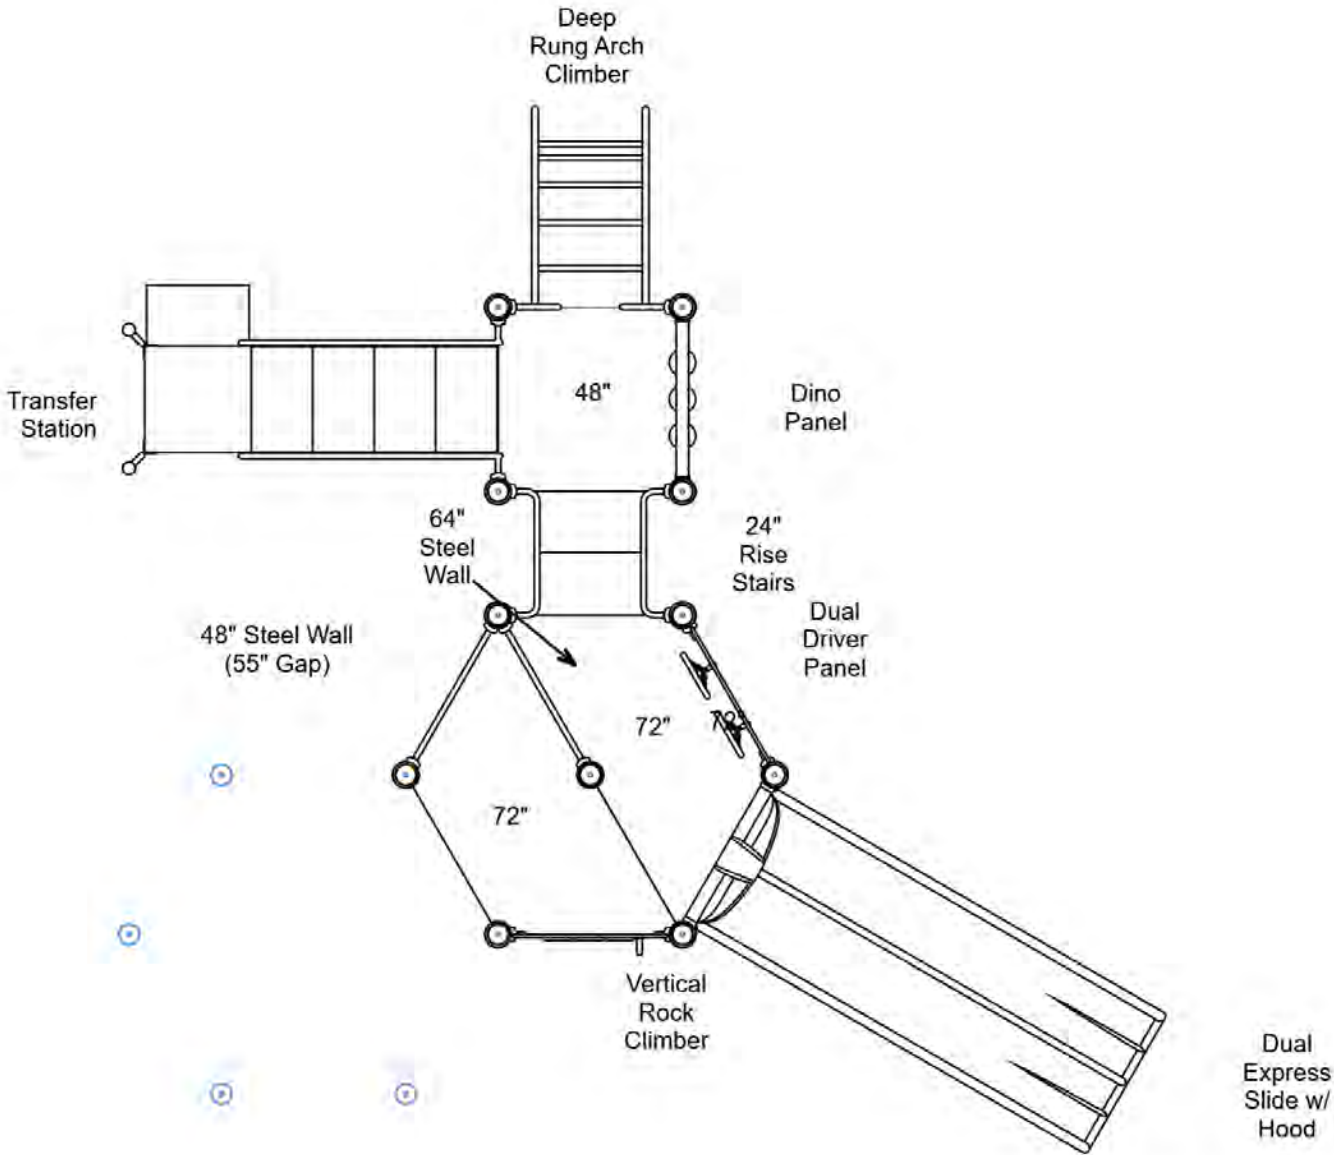 Deep
Rung Arch
Climber
48"
Transfer
Station
Dino
Panel
64"
Steel
Wall
24"
Rise
Stairs
48" Steel Wall
(55" Gap)
Dual
Driver
Panel
72"
72"
Vertical
Rock
Climber
Dual
Express
Slide w/
Hood